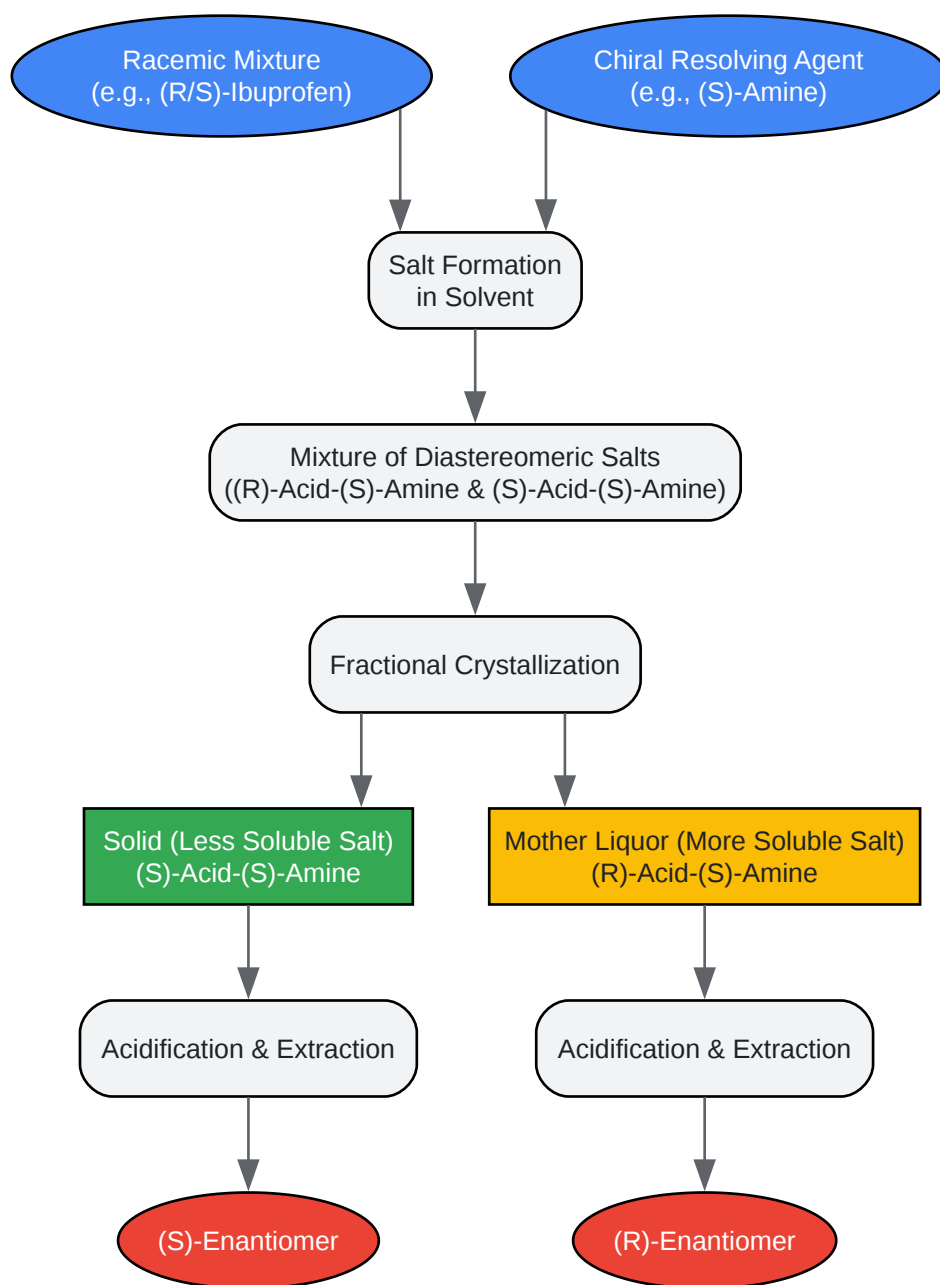 Racemic Mixture
(e.g., (R/S)-Ibuprofen)
Chiral Resolving Agent
(e.g., (S)-Amine)
Salt Formation
in Solvent
Mixture of Diastereomeric Salts
((R)-Acid-(S)-Amine & (S)-Acid-(S)-Amine)
Fractional Crystallization
Solid (Less Soluble Salt)
(S)-Acid-(S)-Amine
Mother Liquor (More Soluble Salt)
(R)-Acid-(S)-Amine
Acidification & Extraction
Acidification & Extraction
(S)-Enantiomer
(R)-Enantiomer